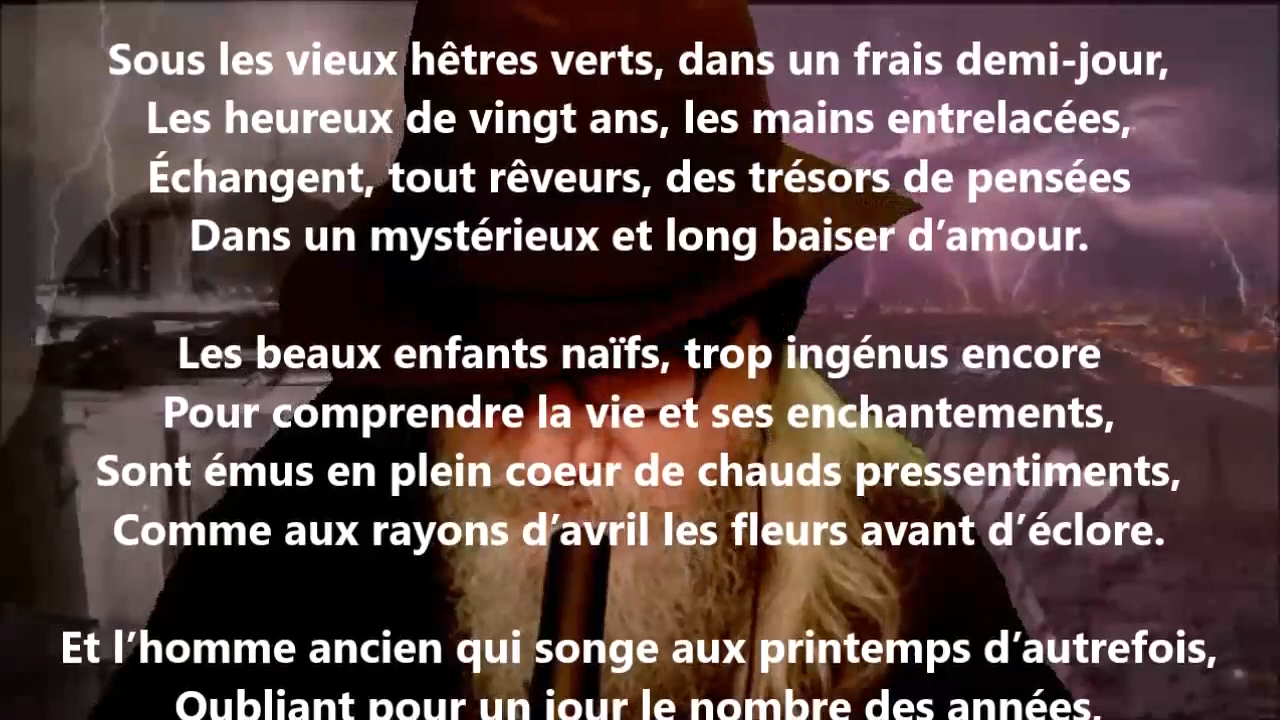 Sous les vieux hêtres verts, dans un frais demi-jour,
Les heureux de vingt ans, les mains entrelacées,
Échangent, tout rêveurs, des trésors de pensées
Dans un mystérieux et long baiser d’amour.
Les beaux enfants naïfs, trop ingénus encore
Pour comprendre la vie et ses enchantements,
Sont émus en plein coeur de chauds pressentiments,
Comme aux rayons d’avril les fleurs avant d’éclore.
Et l’homme ancien qui songe aux printemps d’autrefois,
Oubliant pour un jour le nombre des années,